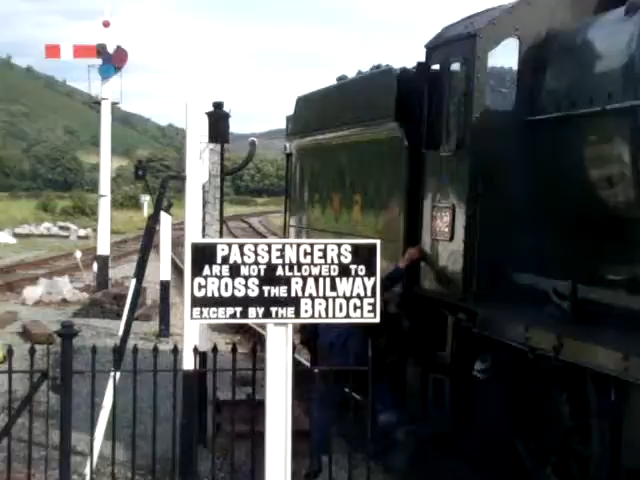 PASSENGERS
ARE NOT ALLOWED TO
CROSS THE RAILWAY
EXCEPT BY THE BRIDGE